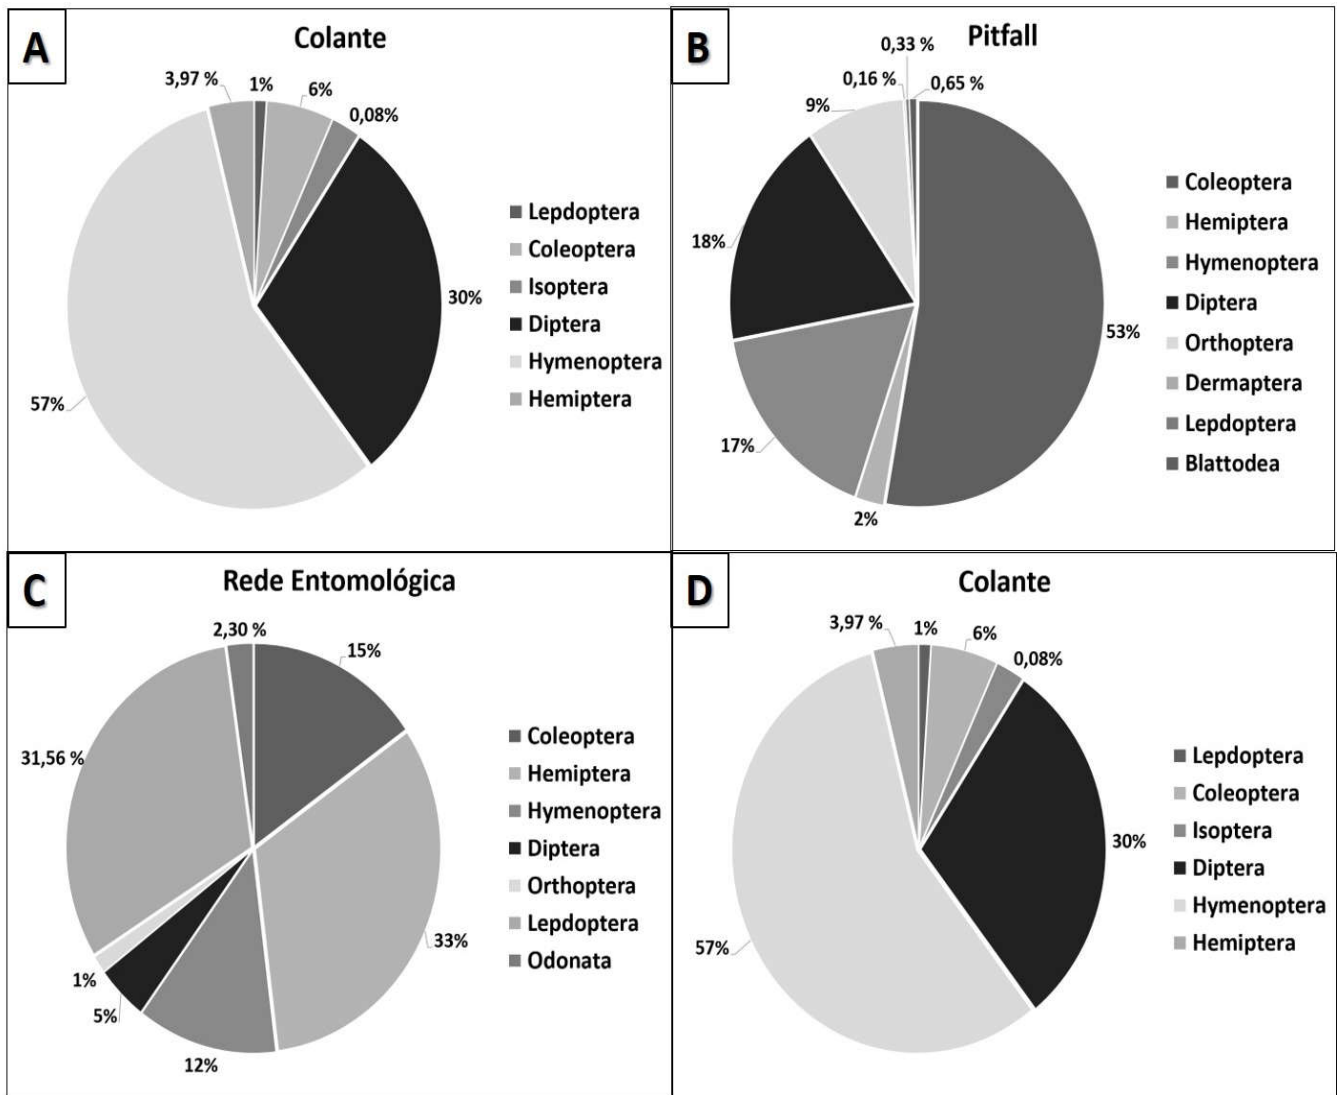 A
Colante
3,97 %
1%
6%
0,08%
30%
57%
Lepdoptera
Coleoptera
Isoptera
Diptera
Hymenoptera
Hemiptera
B
Pitfall
0,33 %
0,16 %
0,65 %
9%
18%
53%
17%
2%
Coleoptera
Hemiptera
Hymenoptera
Diptera
Orthoptera
Dermaptera
Lepdoptera
Blattodea
C
Rede Entomológica
2,30 %
15%
31,56 %
33%
1%
5%
12%
Coleoptera
Hemiptera
Hymenoptera
Diptera
Orthoptera
Lepdoptera
Odonata
D
Colante
3,97 %
1%
6%
0,08%
30%
57%
Lepdoptera
Coleoptera
Isoptera
Diptera
Hymenoptera
Hemiptera